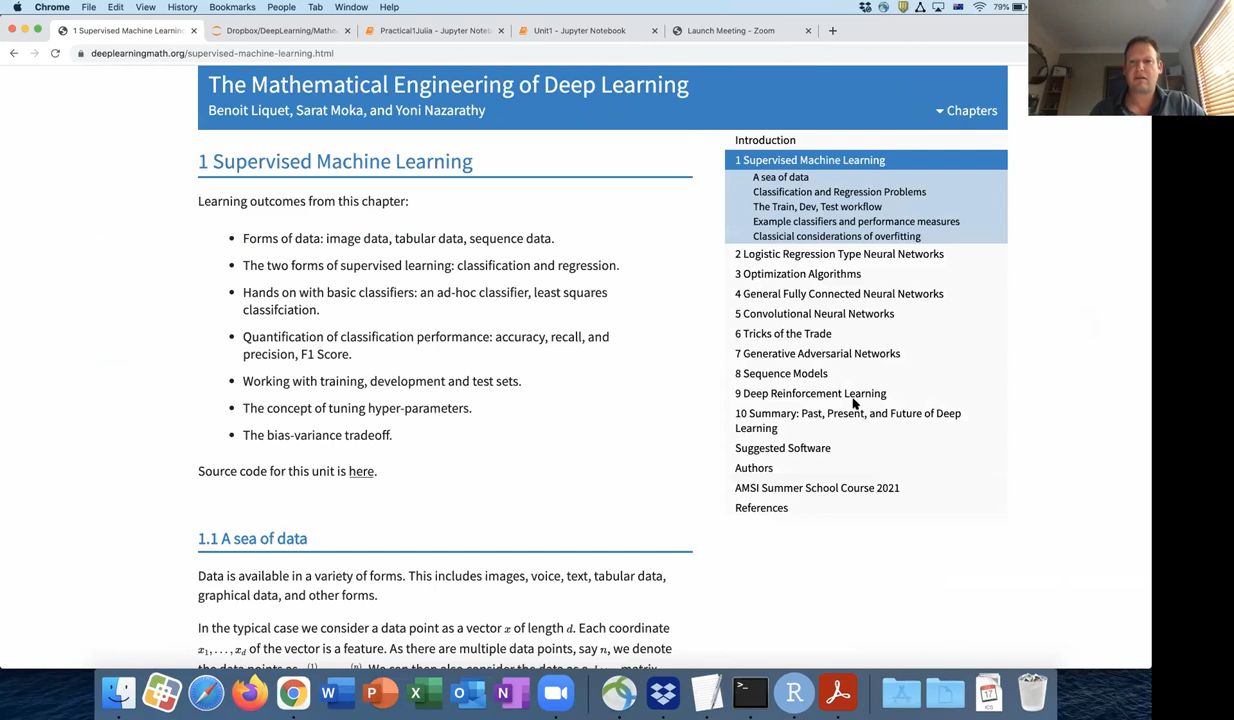 Chrome File Edit View History Bookmarks People Tab Window Help 79%
1 Supervised Machine Learning Dropbox/DeepLearning/Mathe Practical1Julia - Jupyter Noteb Unit1 - Jupyter Notebook Launch Meeting - Zoom
deeplearningmath.org/supervised-machine-learning.html
The Mathematical Engineering of Deep Learning
Benoit Liquet, Sarat Moka, and Yoni Nazarathy
Chapters
1 Supervised Machine Learning
Learning outcomes from this chapter:
• Forms of data: image data, tabular data, sequence data.
• The two forms of supervised learning: classification and regression.
• Hands on with basic classifiers: an ad-hoc classifier, least squares
classifciation.
• Quantification of classification performance: accuracy, recall, and
precision, F1 Score.
• Working with training, development and test sets.
• The concept of tuning hyper-parameters.
• The bias-variance tradeoff.
Source code for this unit is here.
1.1 A sea of data
Data is available in a variety of forms. This includes images, voice, text, tabular data,
graphical data, and other forms.
In the typical case we consider a data point as a vector x of length d. Each coordinate
x1, . . . , xd of the vector is a feature. As there are multiple data points, say n, we denote
Introduction
1 Supervised Machine Learning
A sea of data
Classification and Regression Problems
The Train, Dev, Test workflow
Example classifiers and performance measures
Classicial considerations of overfitting
2 Logistic Regression Type Neural Networks
3 Optimization Algorithms
4 General Fully Connected Neural Networks
5 Convolutional Neural Networks
6 Tricks of the Trade
7 Generative Adversarial Networks
8 Sequence Models
9 Deep Reinforcement Learning
10 Summary: Past, Present, and Future of Deep
Learning
Suggested Software
Authors
AMSI Summer School Course 2021
References